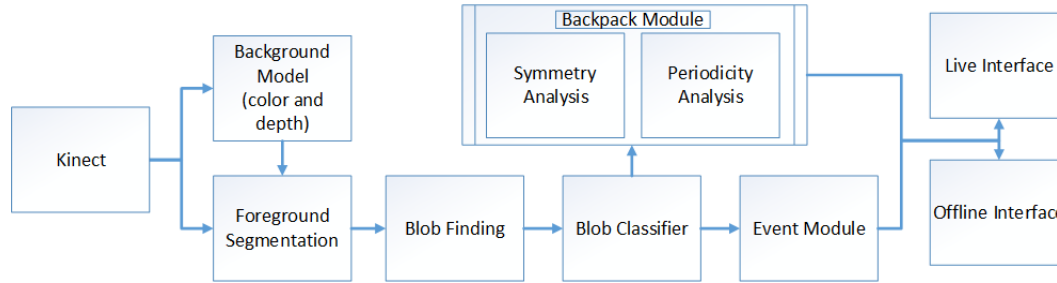 Kinect
Background
Model
(color and
depth)
Foreground
Segmentation
Blob Finding
Blob Classifier
Event Module
Backpack Module
Symmetry
Analysis
Periodicity
Analysis
Live Interface
Offline Interface